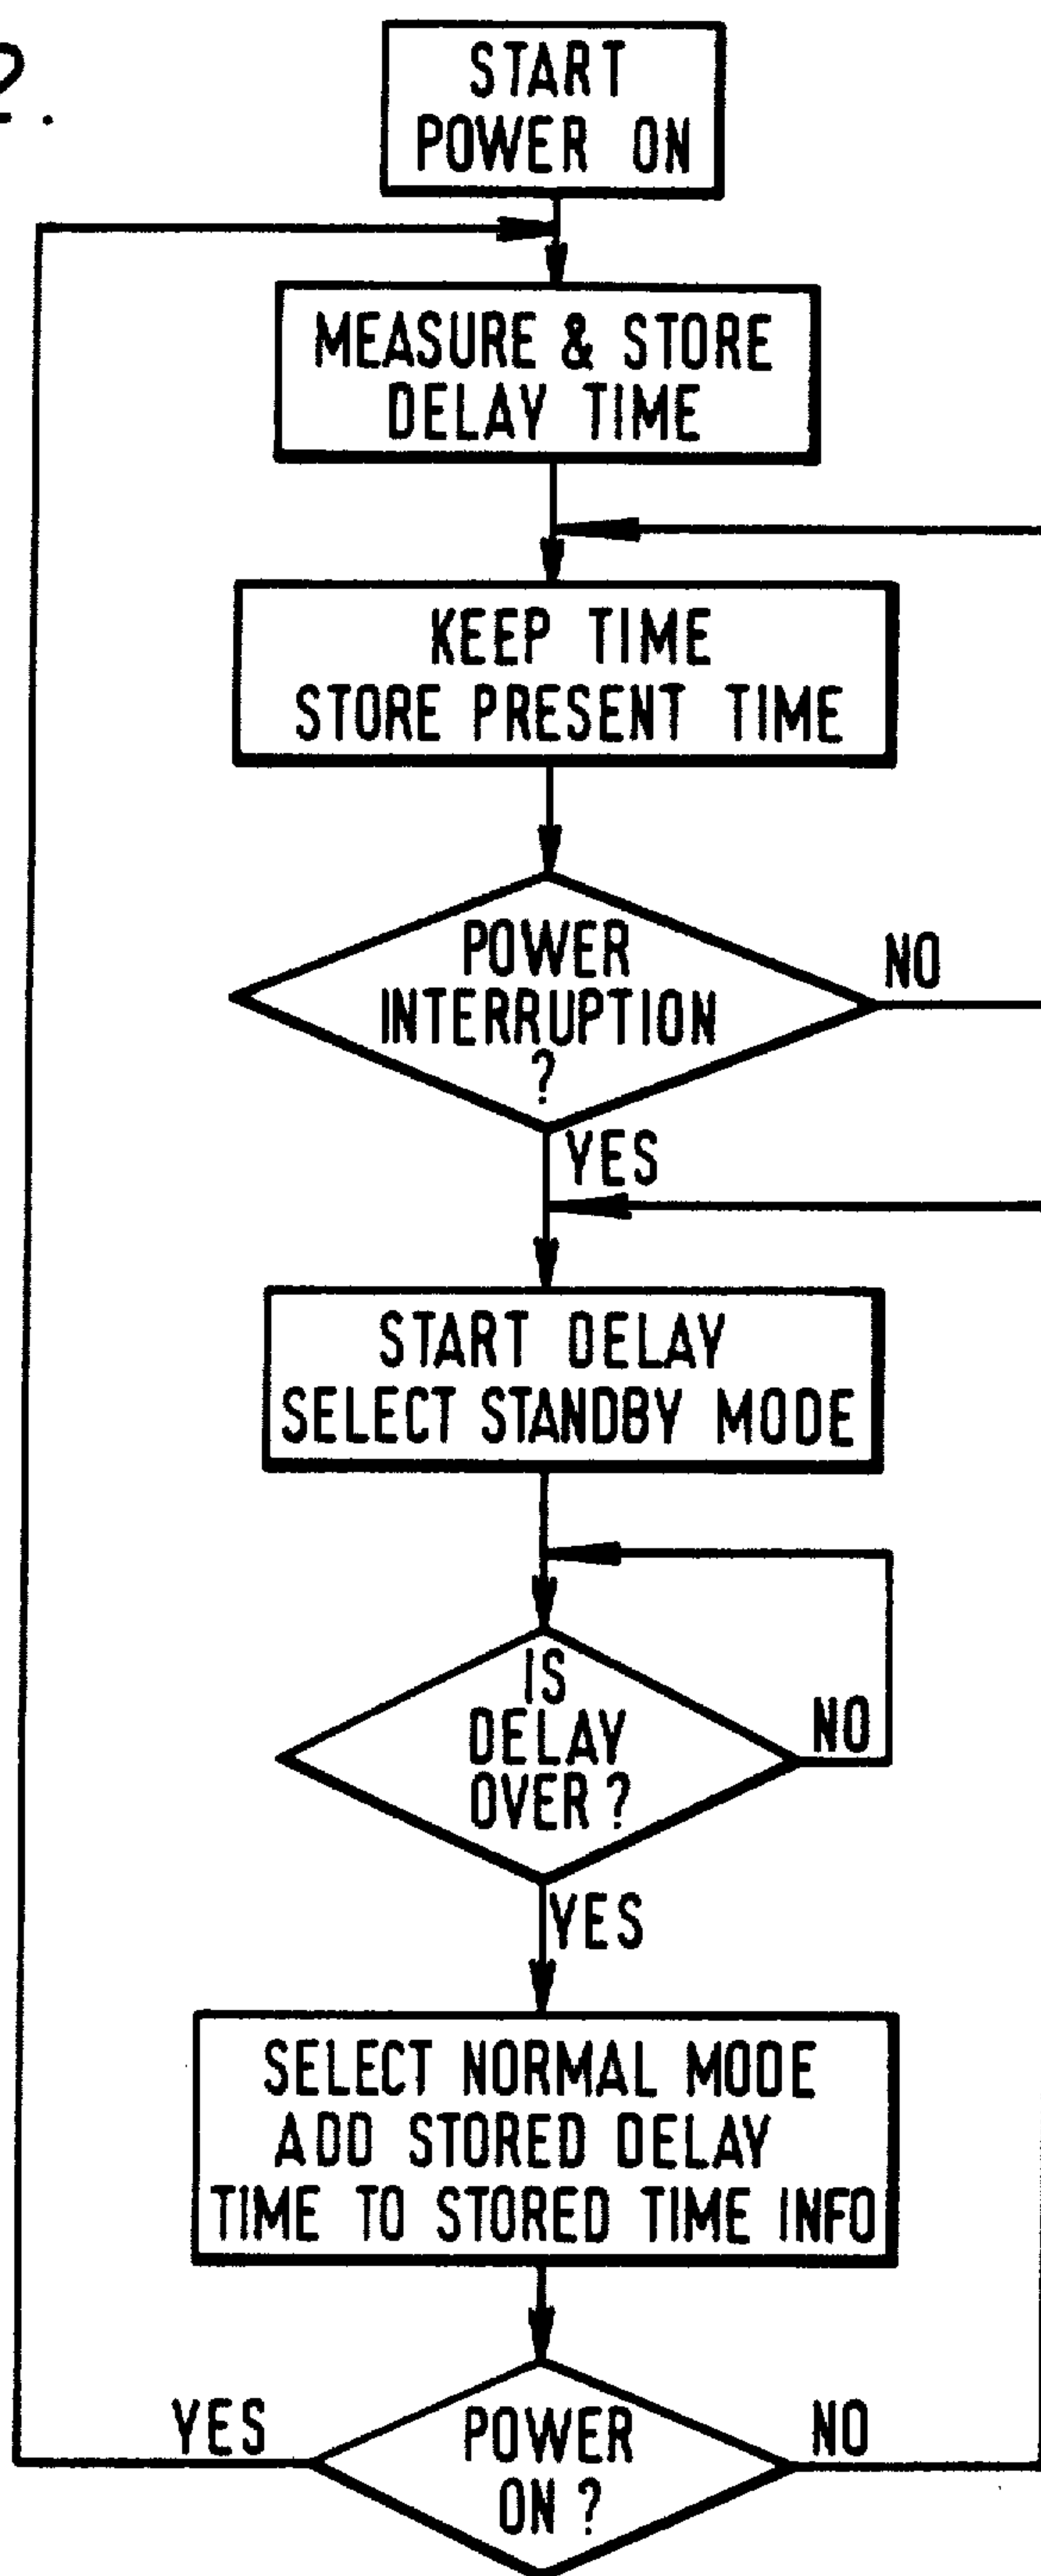 2.
START
POWER ON
MEASURE & STORE
DELAY TIME
KEEP TIME
STORE PRESENT TIME
POWER
INTERRUPTION
?
NO
YES
START DELAY
SELECT STANDBY MODE
IS
DELAY
OVER ?
NO
YES
SELECT NORMAL MODE
ADD STORED DELAY
TIME TO STORED TIME INFO
YES
POWER
ON ?
NO